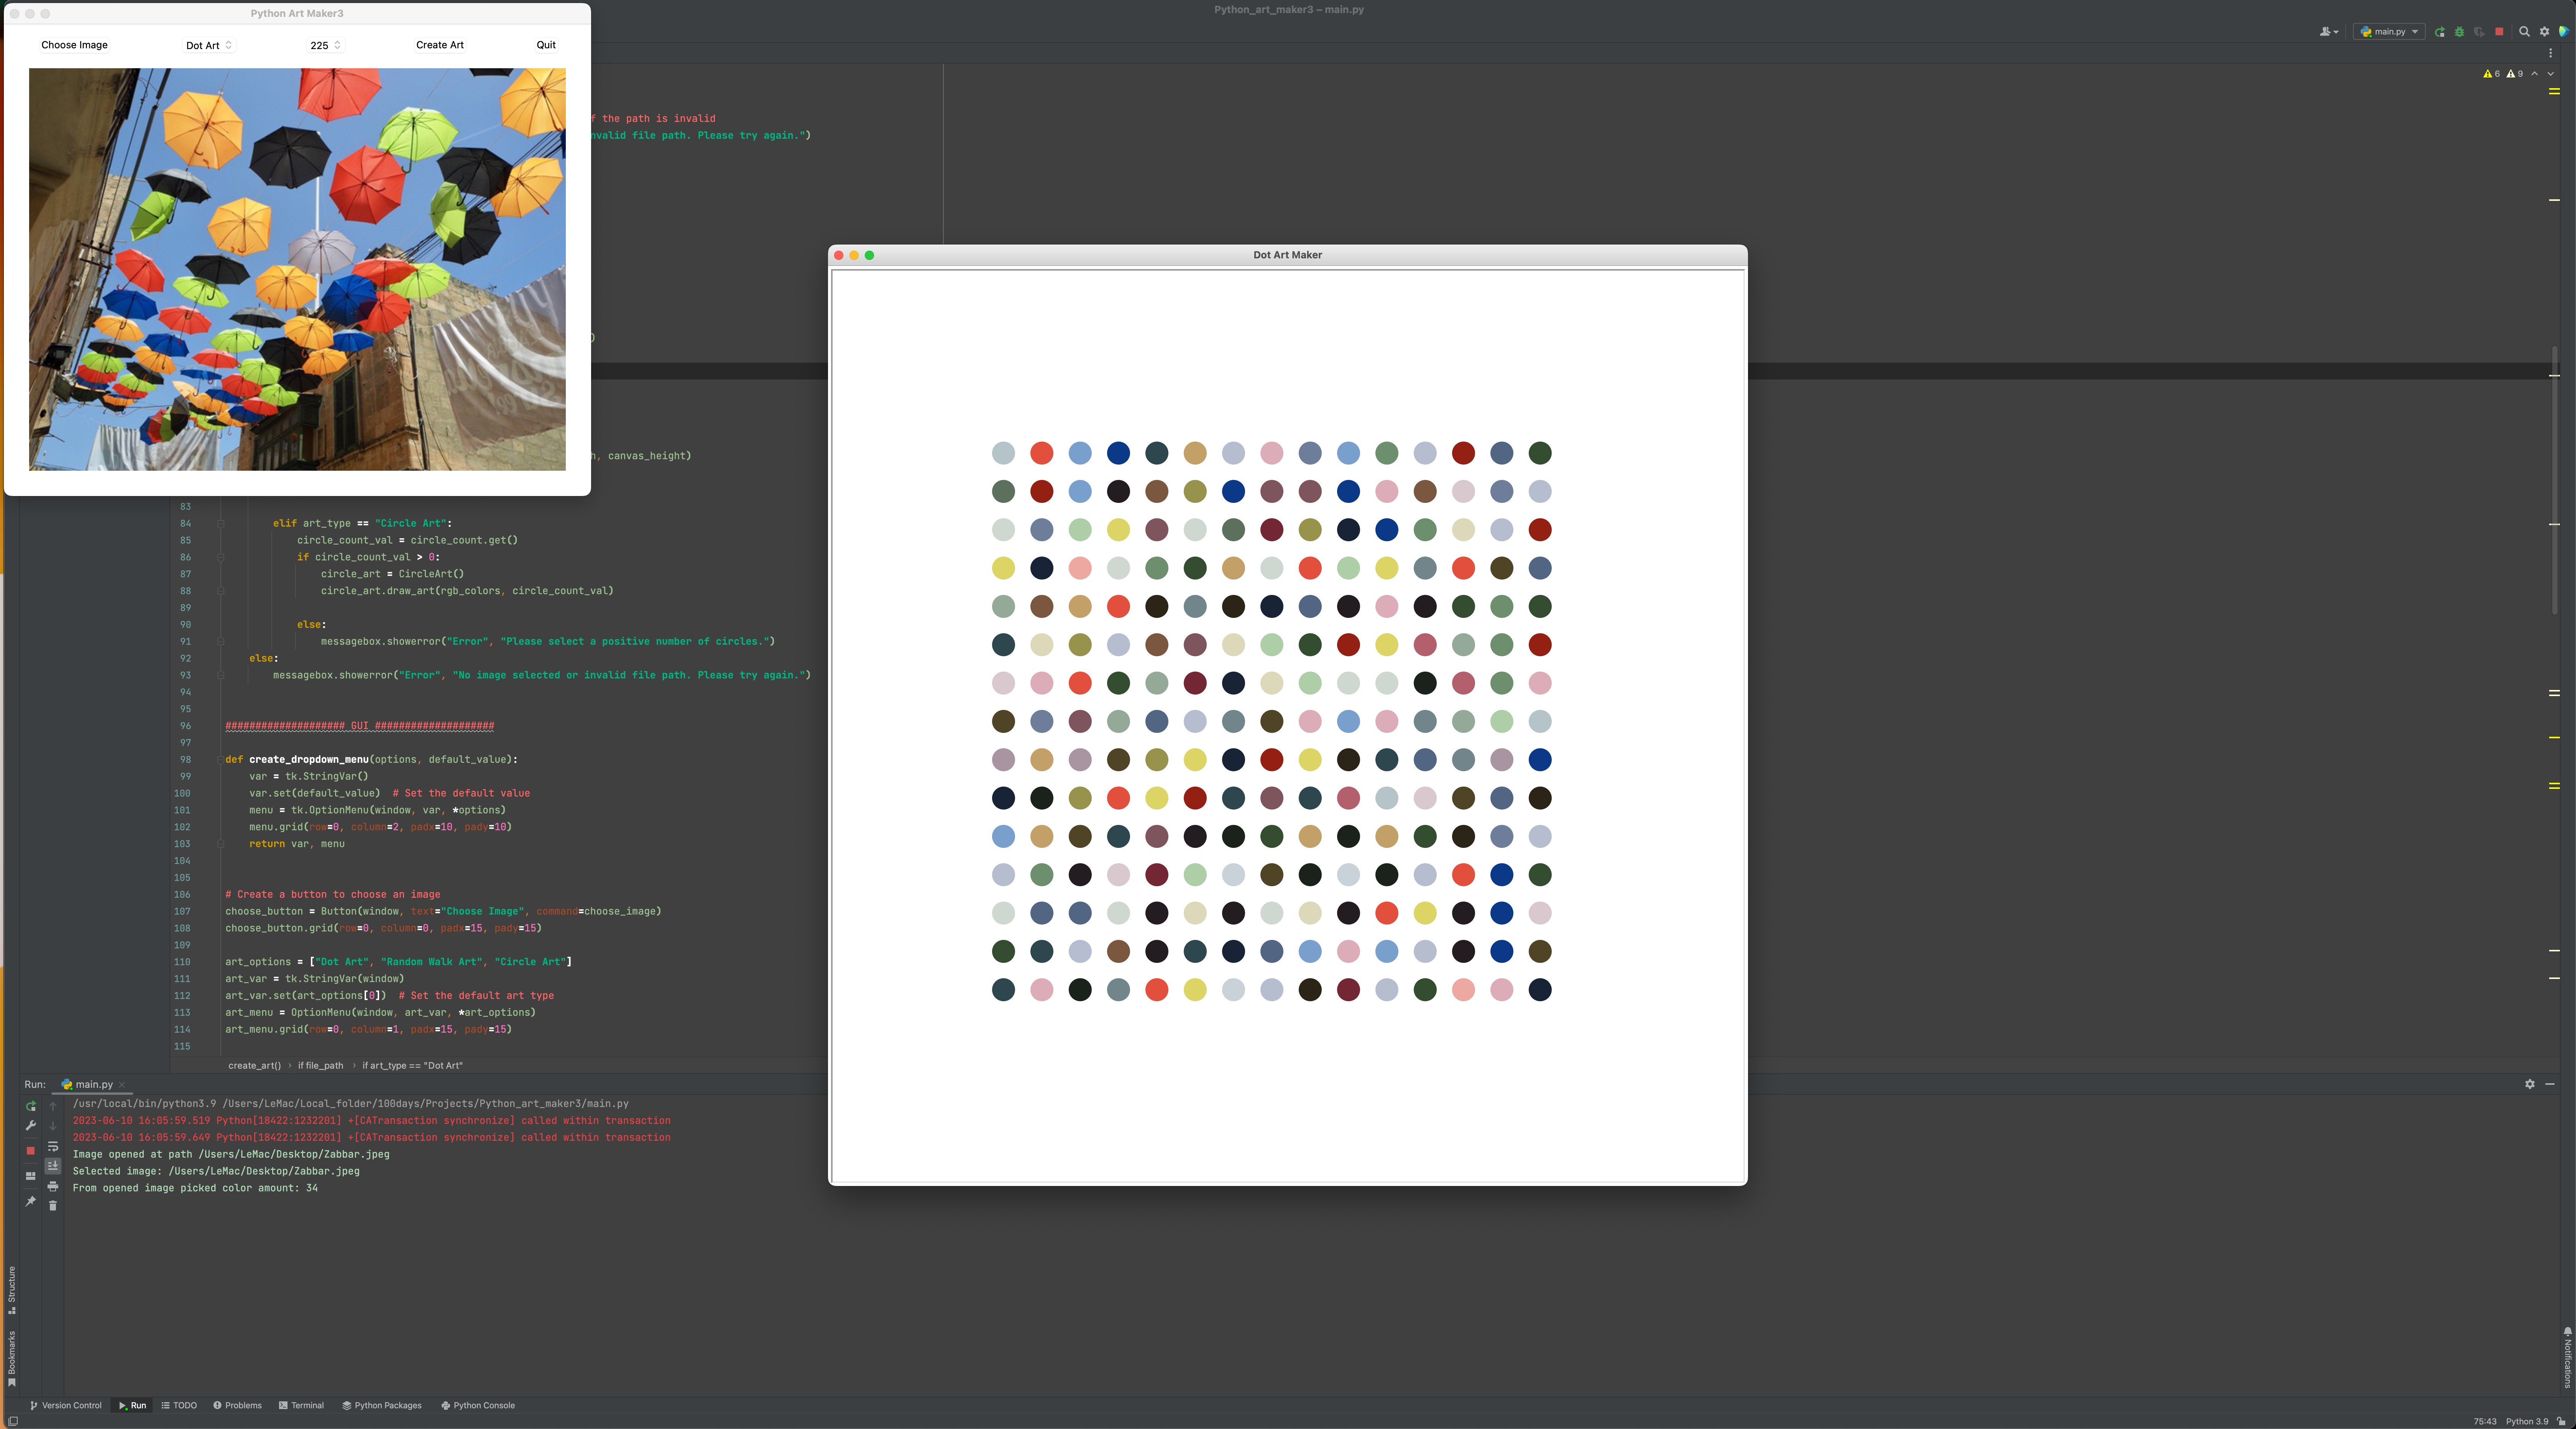 Python Art Maker3
Choose Image
Dot Art
225
Create Art
Quit
Python_art_maker3 – main.py
main.py
6
9
f the path is invalid
nvalid file path. Please try again.")
)
h, canvas_height)
Dot Art Maker
83
84 elif art_type == "Circle Art":
85 circle_count_val = circle_count.get()
86 if circle_count_val > 0:
87 circle_art = CircleArt()
88 circle_art.draw_art(rgb_colors, circle_count_val)
89
90 else:
91 messagebox.showerror("Error", "Please select a positive number of circles.")
92 else:
93 messagebox.showerror("Error", "No image selected or invalid file path. Please try again.")
94
95
96 #################### GUI ####################
97
98 def create_dropdown_menu(options, default_value):
99 var = tk.StringVar()
100 var.set(default_value)  # Set the default value
101 menu = tk.OptionMenu(window, var, *options)
102 menu.grid(row=0, column=2, padx=10, pady=10)
103 return var, menu
104
105
106 # Create a button to choose an image
107 choose_button = Button(window, text="Choose Image", command=choose_image)
108 choose_button.grid(row=0, column=0, padx=15, pady=15)
109
110 art_options = ["Dot Art", "Random Walk Art", "Circle Art"]
111 art_var = tk.StringVar(window)
112 art_var.set(art_options[0])  # Set the default art type
113 art_menu = OptionMenu(window, art_var, *art_options)
114 art_menu.grid(row=0, column=1, padx=15, pady=15)
115
create_art() › if file_path › if art_type == "Dot Art"
Run: main.py
/usr/local/bin/python3.9 /Users/LeMac/Local_folder/100days/Projects/Python_art_maker3/main.py
2023-06-10 16:05:59.519 Python[18422:1232201] +[CATransaction synchronize] called within transaction
2023-06-10 16:05:59.649 Python[18422:1232201] +[CATransaction synchronize] called within transaction
Image opened at path /Users/LeMac/Desktop/Zabbar.jpeg
Selected image: /Users/LeMac/Desktop/Zabbar.jpeg
From opened image picked color amount: 34
Structure
Bookmarks
Notifications
Version Control
Run
TODO
Problems
Terminal
Python Packages
Python Console
75:43
Python 3.9